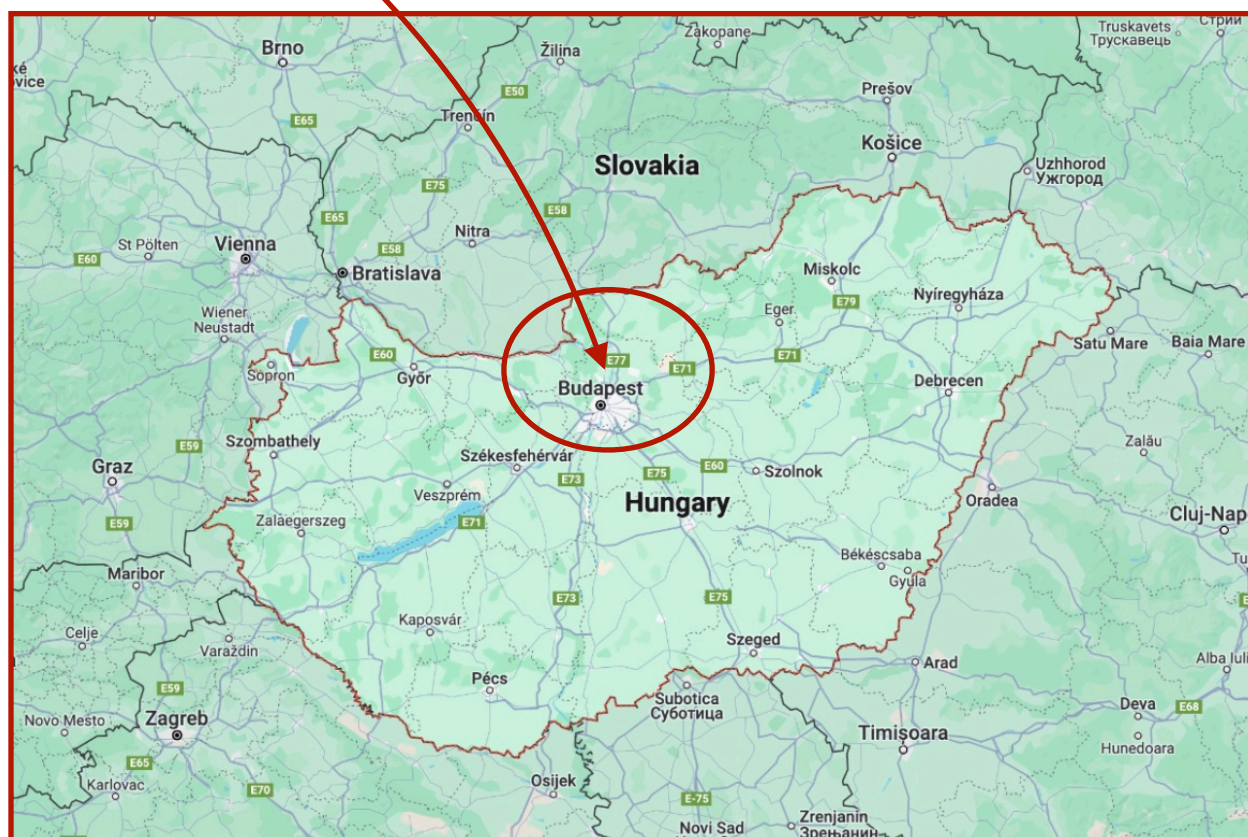 Zakopane
Truskavets
Трускавець
Стрий
Brno
Žilina
ké
ovice
Prešov
E50
E65
Trenčín
Košice
Slovakia
Uzhhorod
Ужгород
E75
E65
E58
Nitra
St Pölten
Vienna
E58
E60
Bratislava
Miskolc
Nyíregyháza
Wiener
Neustadt
Eger
E79
Satu Mare
Baia Mare
E60
E77
E71
E71
Sopron
Győr
Budapest
Debrecen
Szombathely
E59
Zalău
Székesfehérvár
E75
E60
Szolnok
Graz
E73
Veszprém
Hungary
Oradea
E59
Zalaegerszeg
E71
Cluj-Nap
Békéscsaba
Tu
Gyula
Maribor
E73
E75
E
Kaposvár
Celje
Varaždin
Szeged
Arad
Alba Iuli
Pécs
E59
Subotica
Суботица
Novo Mesto
Zagreb
Deva
E68
Timișoara
Hunedoara
E65
Karlovac
E70
Osijek
E-75
Novi Sad
Zrenjanin
Зрењанин